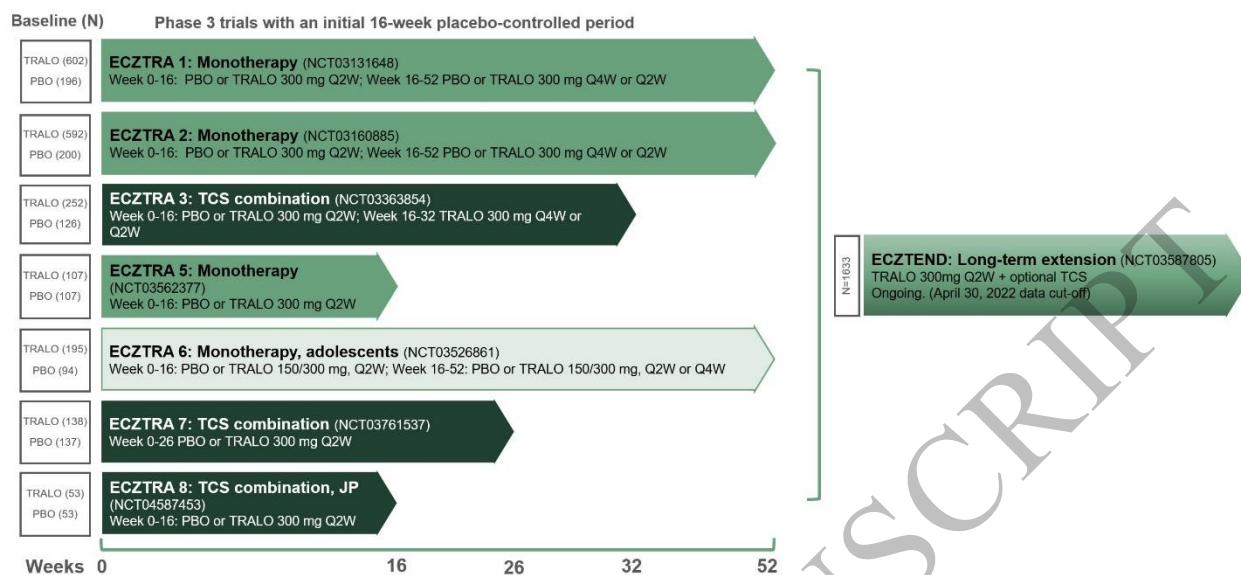 Baseline (N)
Phase 3 trials with an initial 16-week placebo-controlled period
TRALO (602)
PBO (196)
ECZTRA 1: Monotherapy (NCT03131648)
Week 0-16: PBO or TRALO 300 mg Q2W; Week 16-52 PBO or TRALO 300 mg Q4W or Q2W
TRALO (592)
PBO (200)
ECZTRA 2: Monotherapy (NCT03160885)
Week 0-16: PBO or TRALO 300 mg Q2W; Week 16-52 PBO or TRALO 300 mg Q4W or Q2W
TRALO (252)
PBO (126)
ECZTRA 3: TCS combination (NCT03363854)
Week 0-16: PBO or TRALO 300 mg Q2W; Week 16-32 TRALO 300 mg Q4W or
Q2W
TRALO (107)
PBO (107)
ECZTRA 5: Monotherapy
(NCT03562377)
Week 0-16: PBO or TRALO 300 mg Q2W
TRALO (195)
PBO (94)
ECZTRA 6: Monotherapy, adolescents (NCT03526861)
Week 0-16: PBO or TRALO 150/300 mg, Q2W; Week 16-52: PBO or TRALO 150/300 mg, Q2W or Q4W
TRALO (138)
PBO (137)
ECZTRA 7: TCS combination (NCT03761537)
Week 0-26 PBO or TRALO 300 mg Q2W
TRALO (53)
PBO (53)
ECZTRA 8: TCS combination, JP
(NCT04587453)
Week 0-16: PBO or TRALO 300 mg Q2W
Weeks 0 16 26 32 52
N=1633
ECZTEND: Long-term extension (NCT03587805)
TRALO 300mg Q2W + optional TCS
Ongoing. (April 30, 2022 data cut-off)
NUSCRIPT